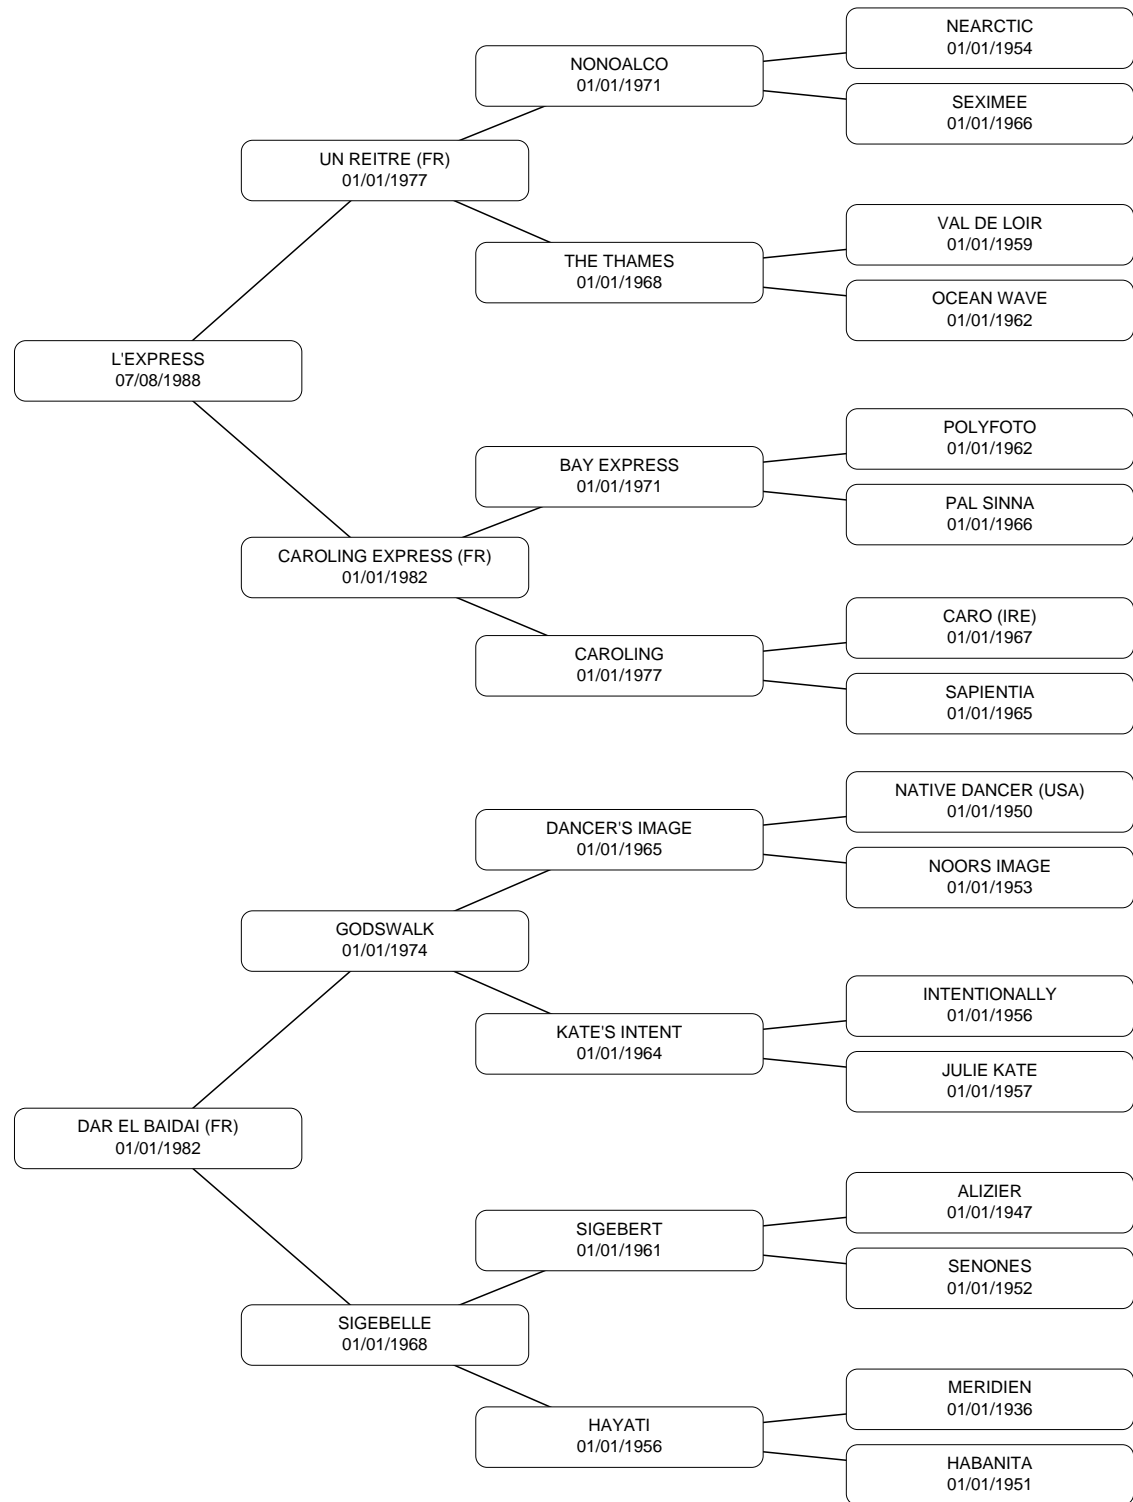 NEARCTIC
01/01/1954
NONOALCO
01/01/1971
SEXIMEE
01/01/1966
UN REITRE (FR)
01/01/1977
VAL DE LOIR
01/01/1959
THE THAMES
01/01/1968
OCEAN WAVE
01/01/1962
L'EXPRESS
07/08/1988
POLYFOTO
01/01/1962
BAY EXPRESS
01/01/1971
PAL SINNA
01/01/1966
CAROLING EXPRESS (FR)
01/01/1982
CARO (IRE)
01/01/1967
CAROLING
01/01/1977
SAPIENTIA
01/01/1965
NATIVE DANCER (USA)
01/01/1950
DANCER'S IMAGE
01/01/1965
NOORS IMAGE
01/01/1953
GODSWALK
01/01/1974
INTENTIONALLY
01/01/1956
KATE'S INTENT
01/01/1964
JULIE KATE
01/01/1957
DAR EL BAIDAI (FR)
01/01/1982
ALIZIER
01/01/1947
SIGEBERT
01/01/1961
SENONES
01/01/1952
SIGEBELLE
01/01/1968
MERIDIEN
01/01/1936
HAYATI
01/01/1956
HABANITA
01/01/1951